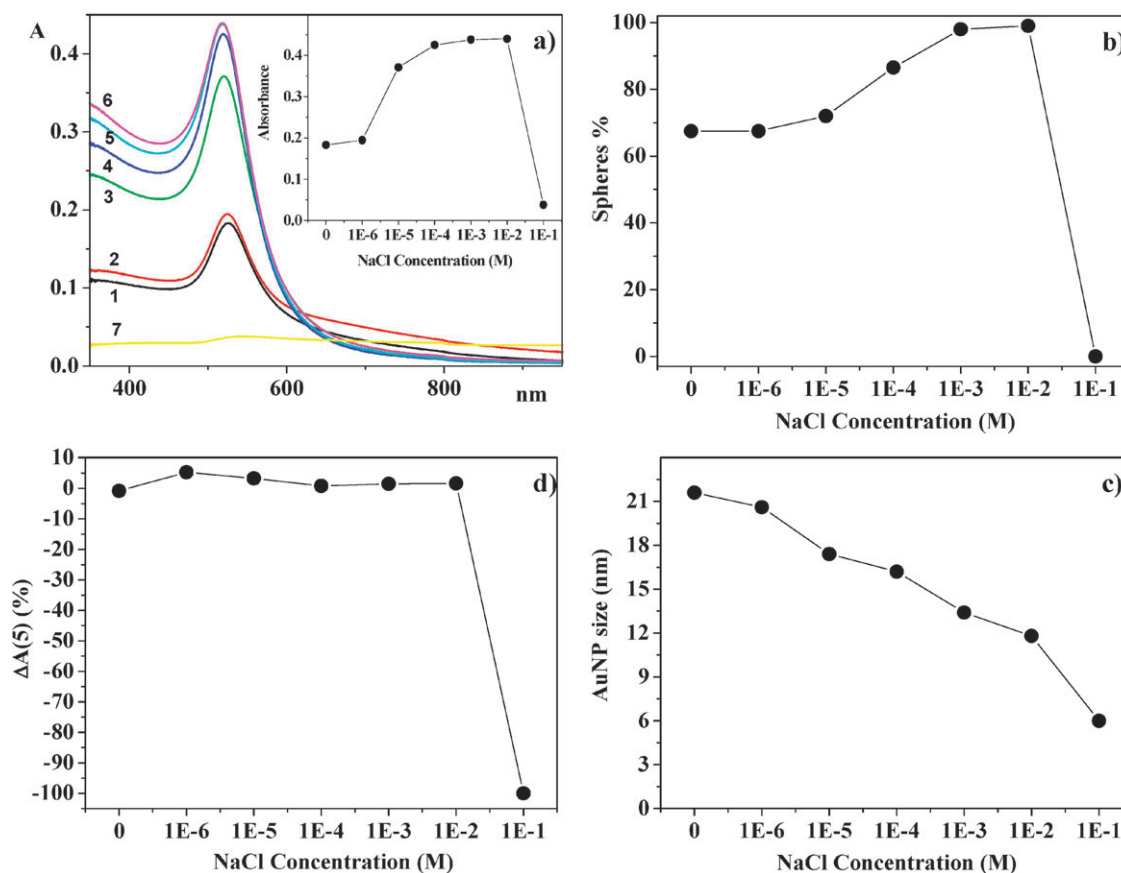 A
a)
0.4
0.3
0.2
0.1
0.0
6
5
4
3
2
1
7
400
600
nm
Absorbance
0.4
0.3
0.2
0.1
0.0
0 1E-6 1E-5 1E-4 1E-3 1E-2 1E-1
NaCl Concentration (M)
b)
Spheres %
100
80
60
40
20
0
0 1E-6 1E-5 1E-4 1E-3 1E-2 1E-1
NaCl Concentration (M)
d)
ΔA(5) (%)
10
0
-10
-20
-30
-40
-50
-60
-70
-80
-90
-100
0 1E-6 1E-5 1E-4 1E-3 1E-2 1E-1
NaCl Concentration (M)
c)
AuNP size (nm)
21
18
15
12
9
6
3
0
0 1E-6 1E-5 1E-4 1E-3 1E-2 1E-1
NaCl Concentration (M)